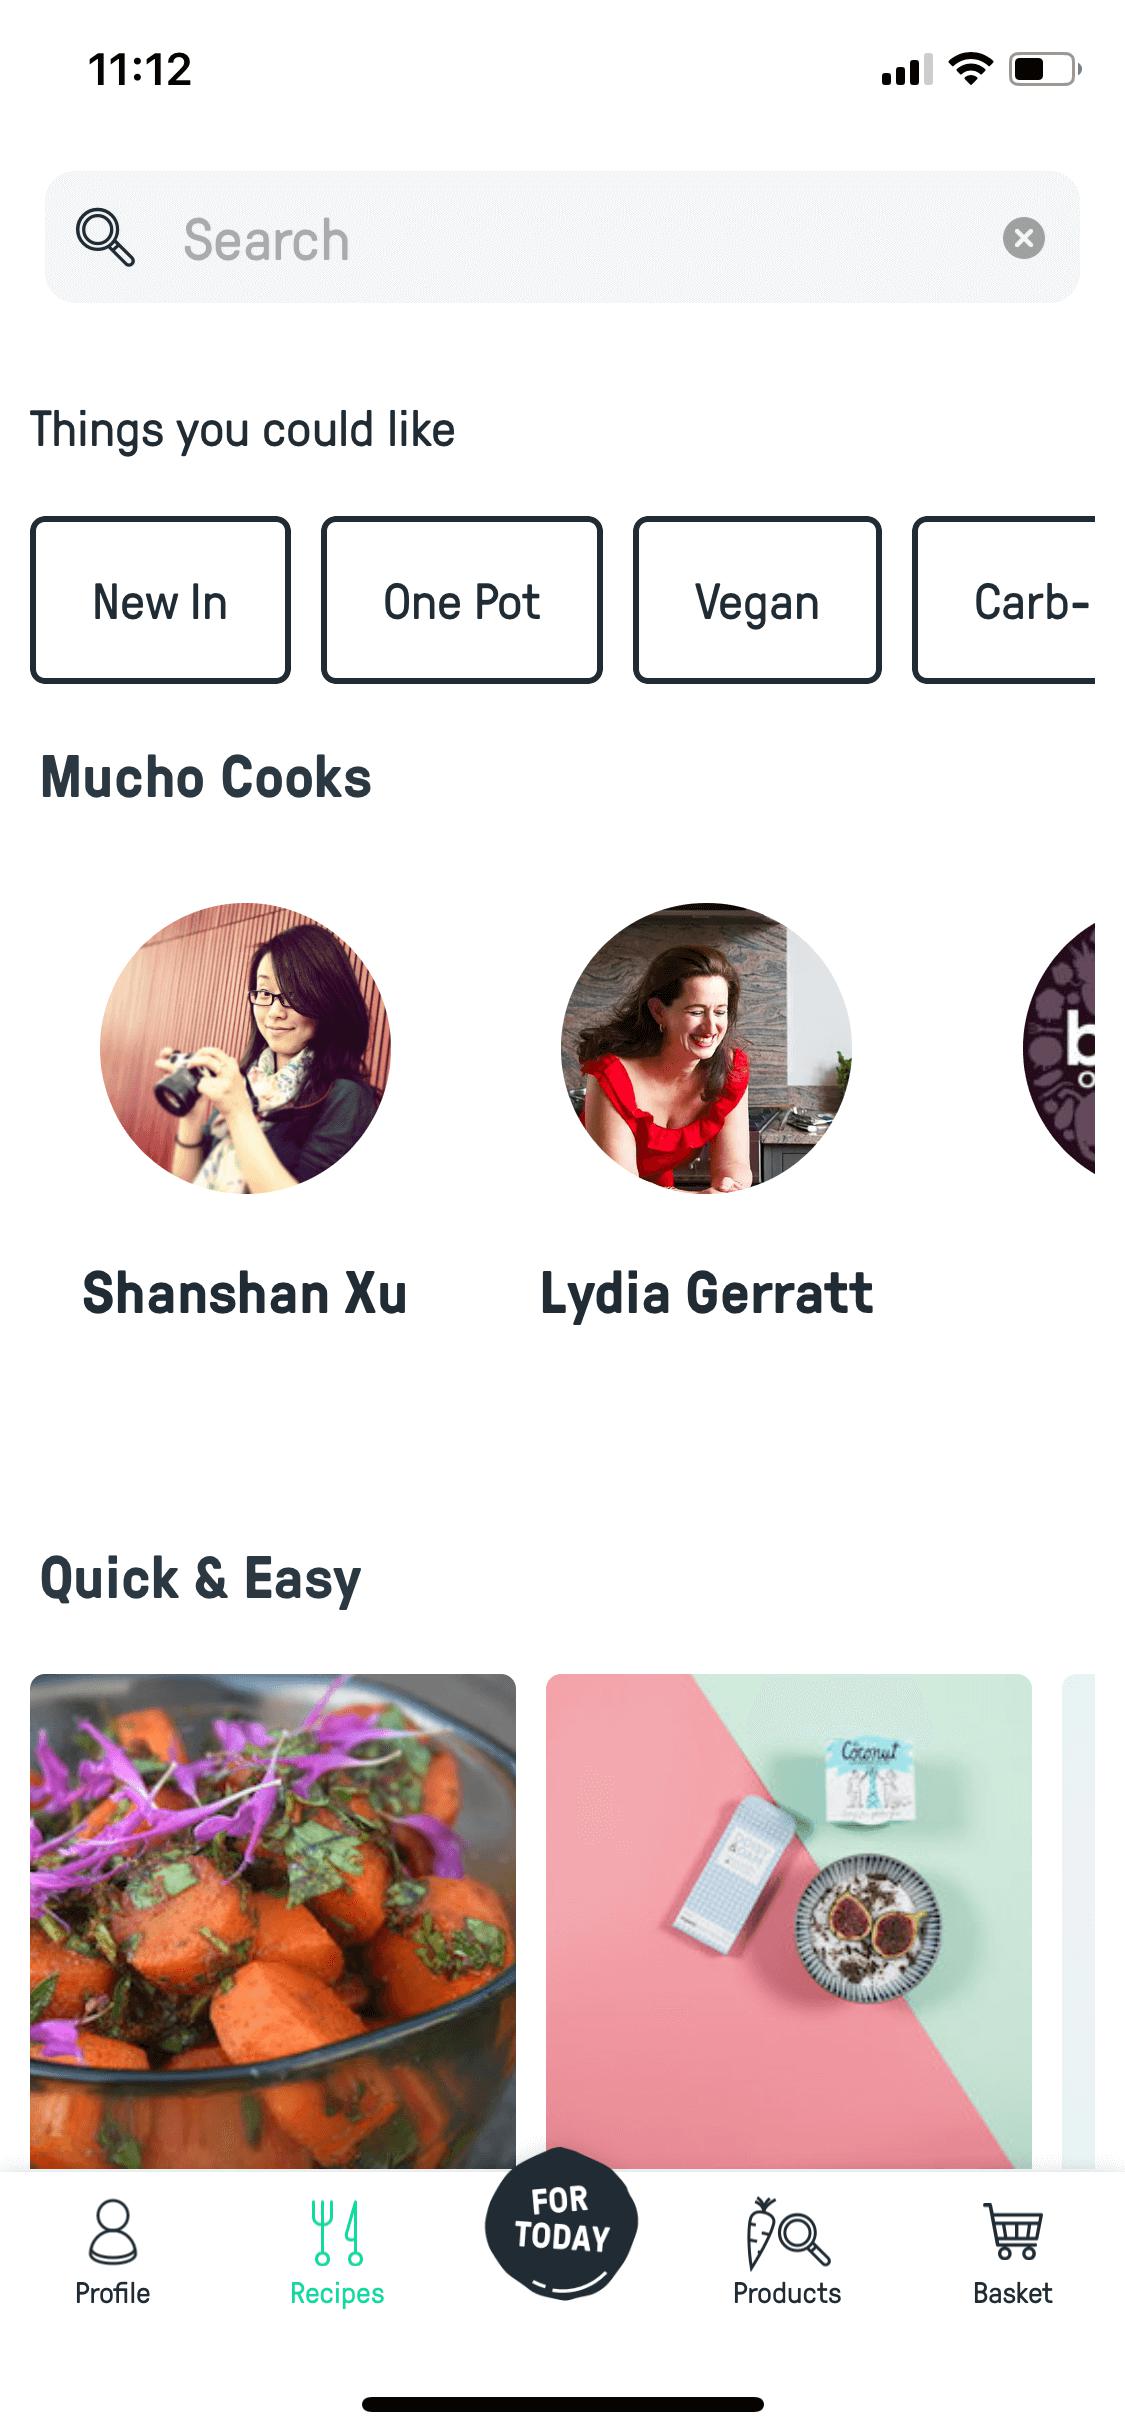 11:12
Search
Things you could like
New In
One Pot
Vegan
Carb-
Mucho Cooks
Shanshan Xu
Lydia Gerratt
Quick & Easy
Coconut
FOR
TODAY
Profile
Recipes
Products
Basket